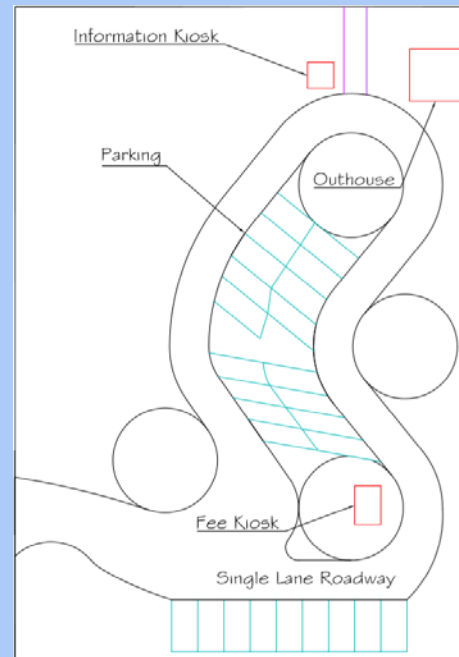 Information Kiosk
Parking
Outhouse
Fee Kiosk
Single Lane Roadway